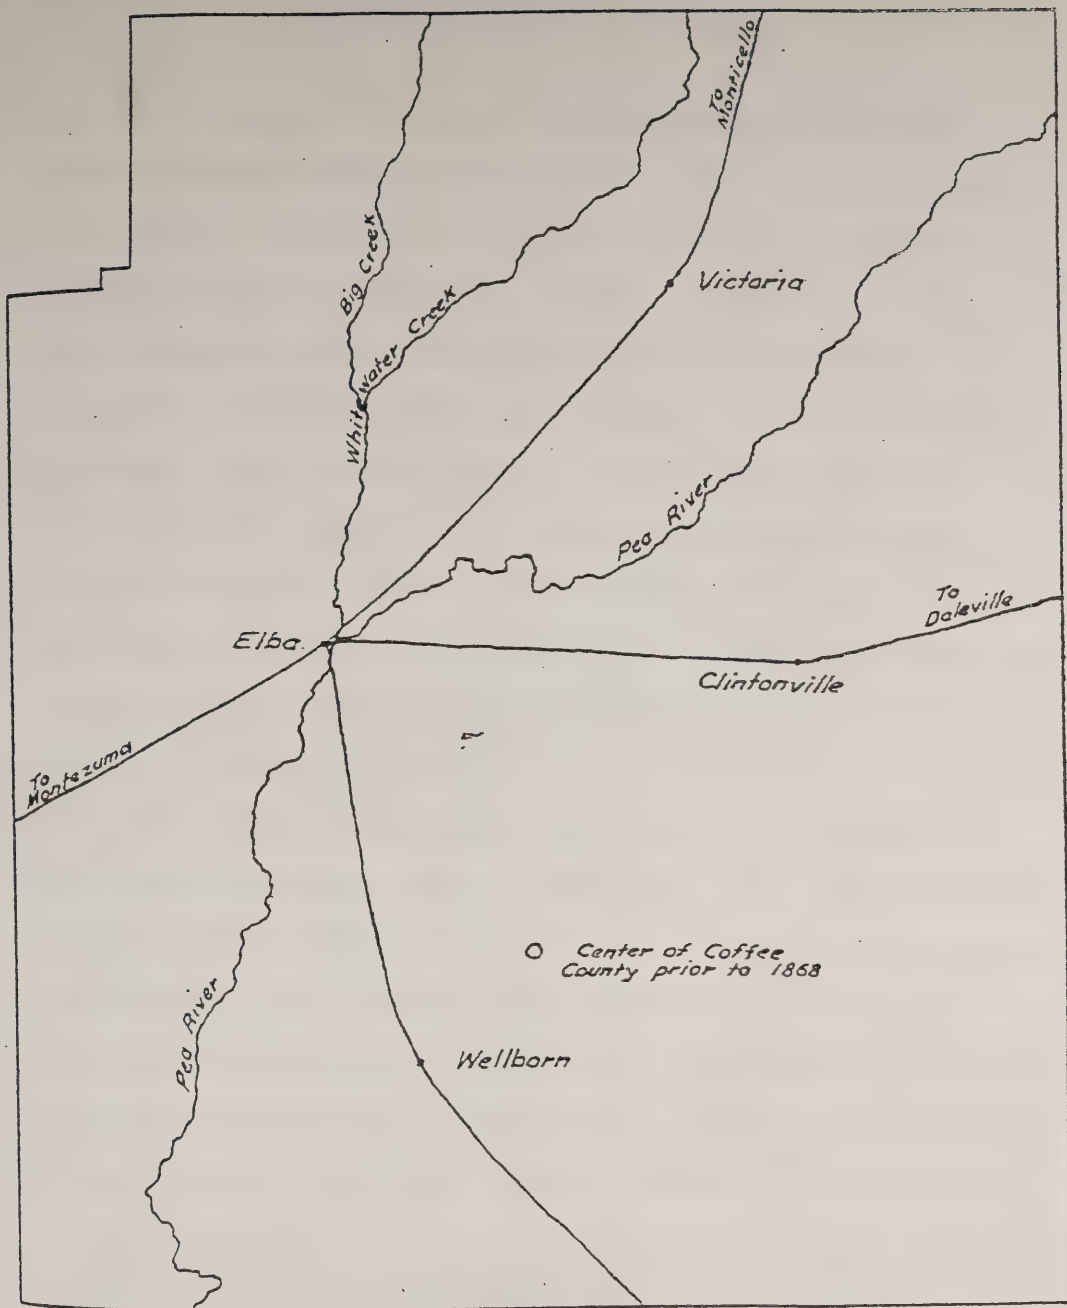 To
Monticello
Big Creek
Victoria
White Water Creek
Pea River
To
Daleville
Elba
Clintonville
To
Montezuma
Center of Coffee
County prior to 1868
Pea River
Wellborn